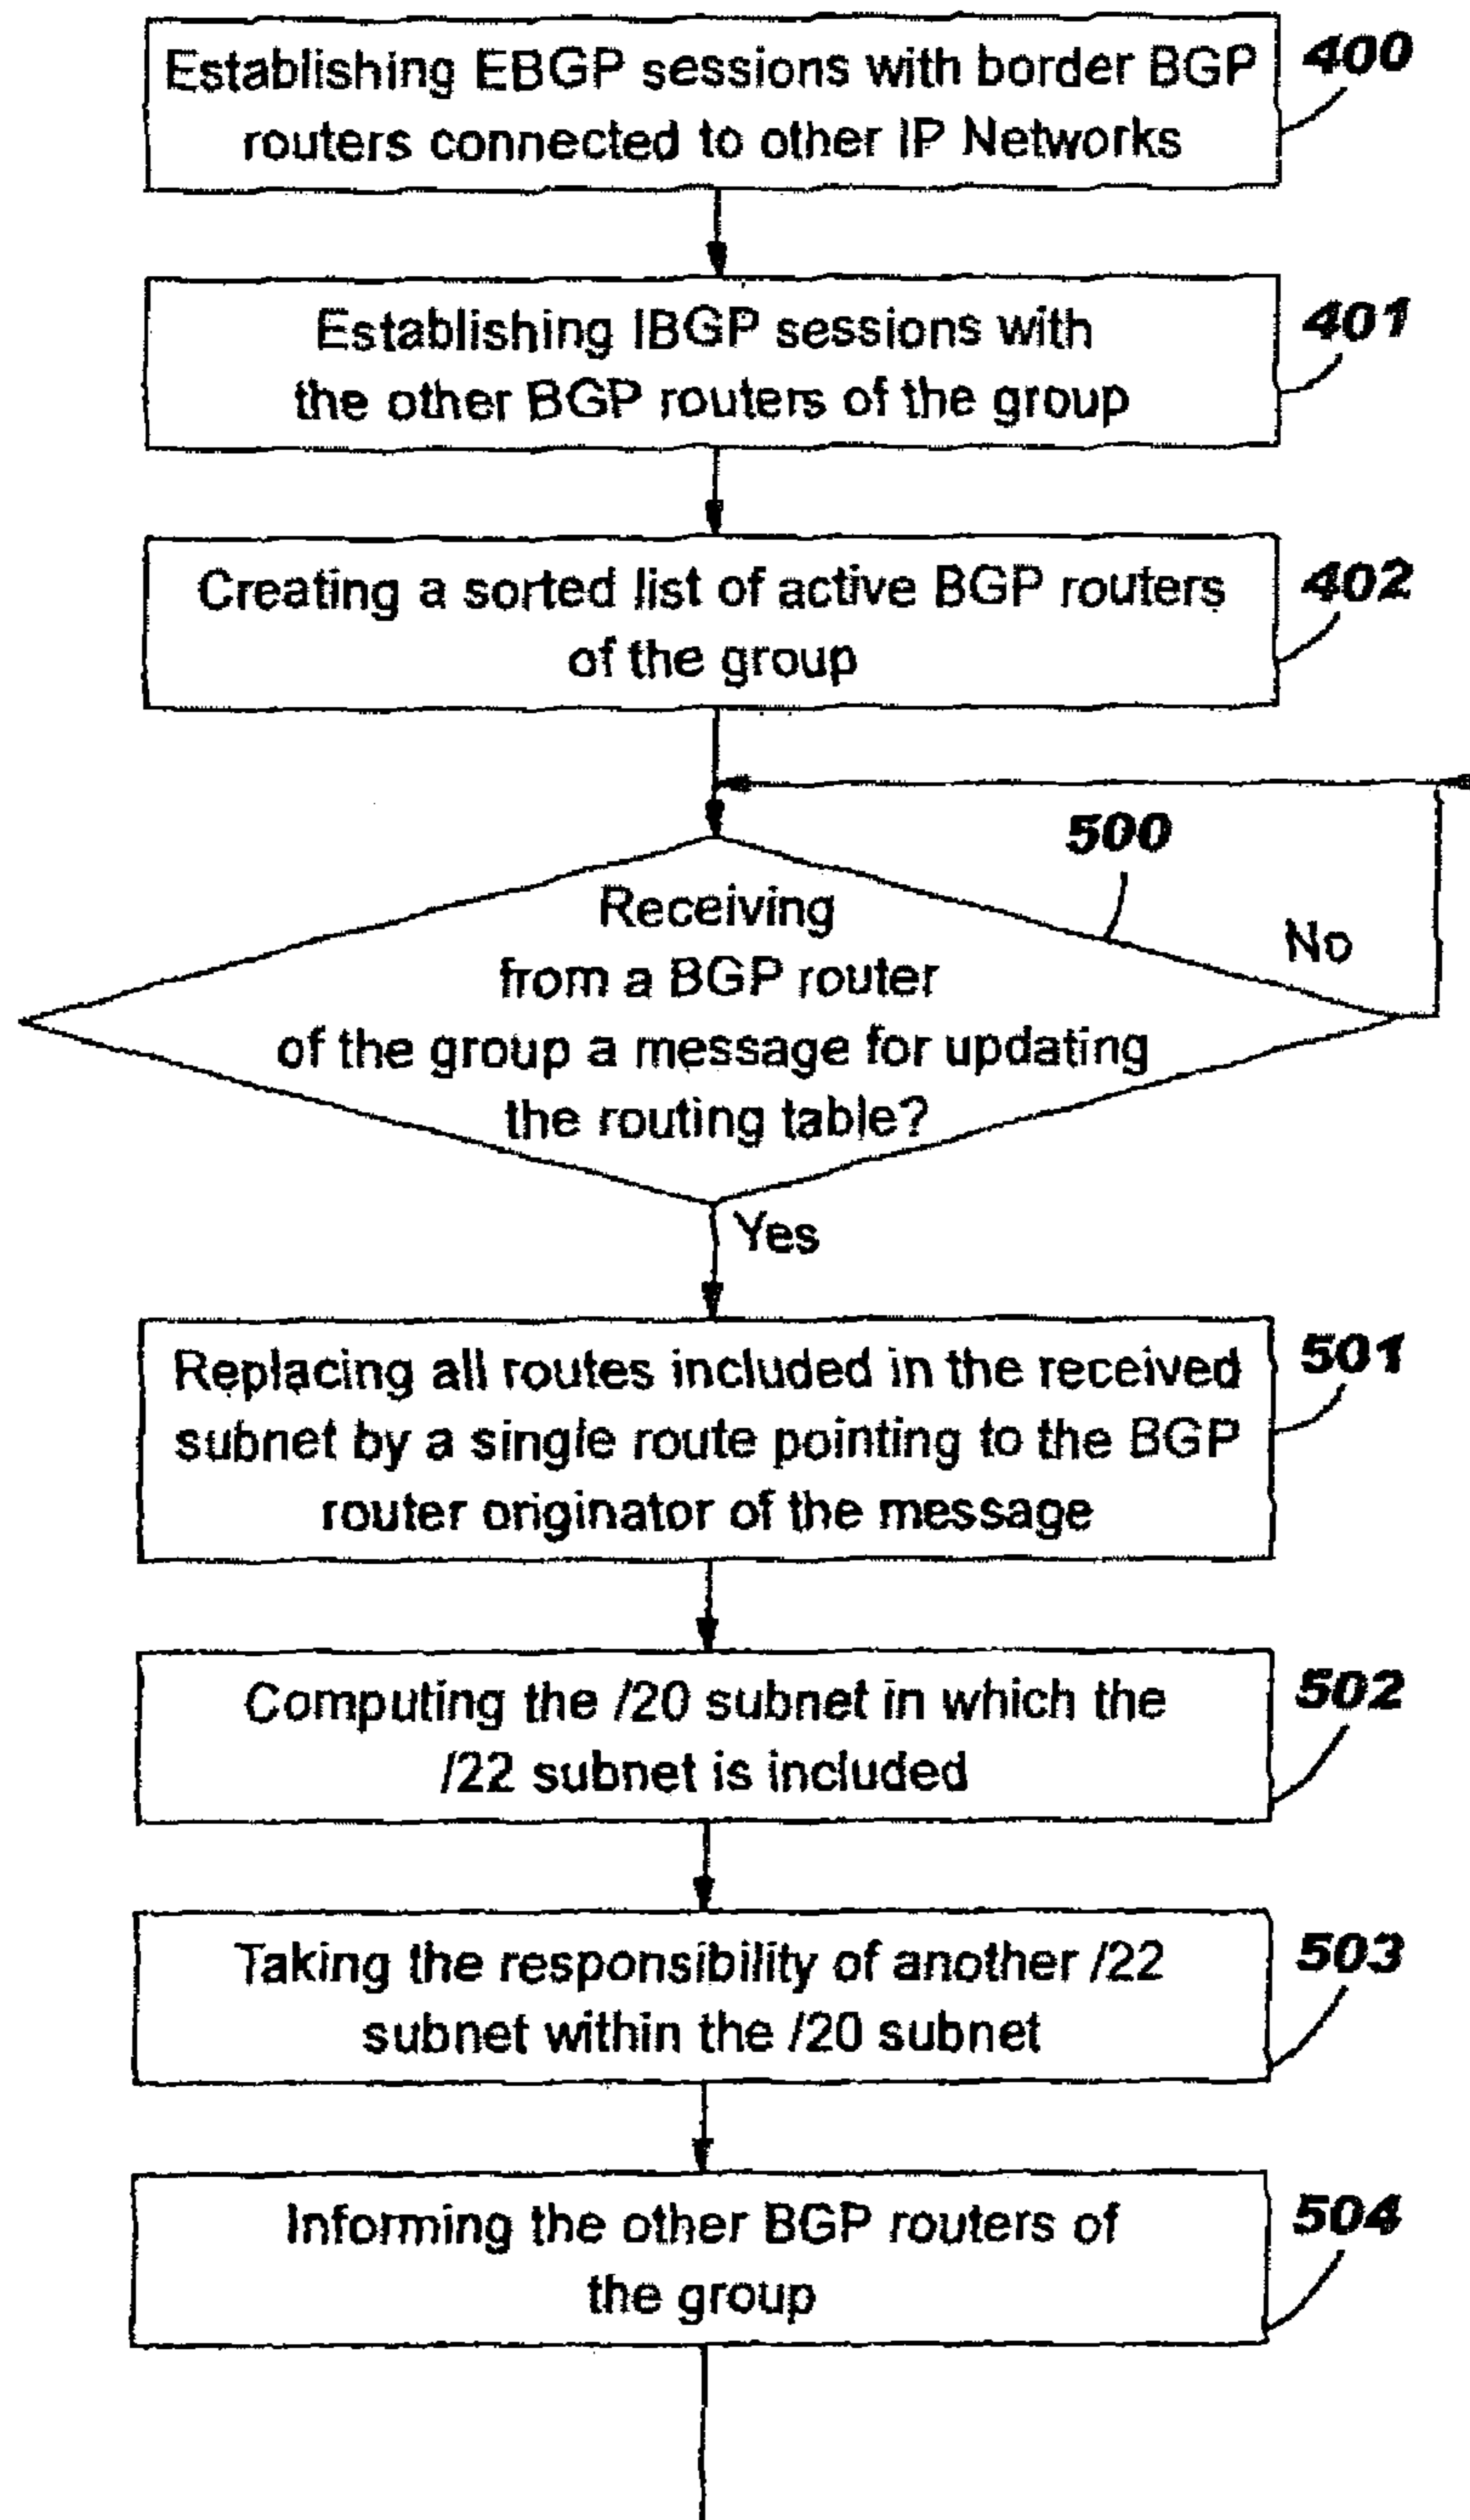 Establishing EBGP sessions with border BGP
routers connected to other IP Networks
400
Establishing IBGP sessions with
the other BGP routers of the group
401
Creating a sorted list of active BGP routers
of the group
402
500
Receiving
from a BGP router
of the group a message for updating
the routing table?
No
Yes
Replacing all routes included in the received
subnet by a single route pointing to the BGP
router originator of the message
501
Computing the /20 subnet in which the
/22 subnet is included
502
Taking the responsibility of another /22
subnet within the /20 subnet
503
Informing the other BGP routers of
the group
504